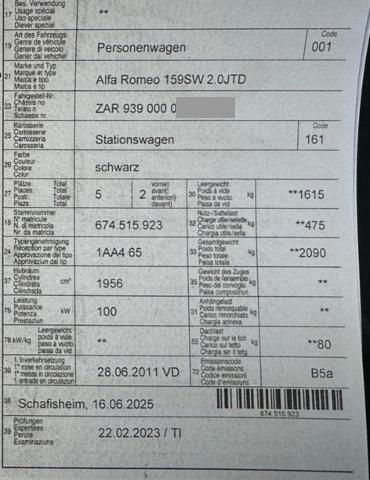 Bes. Verwendung
17 Usage spécial **
Uso speciale
Diever spezial
Art des Fahrzeugs Code
19 Genre de véhicule Personenwagen 001
Genere di veicolo
Gener dal vehichel
Marke und Typ
21 Marque et type Alfa Romeo 159SW 2.0JTD
Marca e tipo
Marca e tip
Fahrgestell-Nr.
23 Châssis no ZAR 939 000 0
Telaio n
Schassis nr.
Karosserie Code
25 Carrosserie Stationswagen 161
Carrozzeria
Carossaria
Farbe
26 Couleur schwarz
Colore
Color
Plätze: Total vorne) Leergewicht
27 Places: Total 5 ( 2 avant) 30 Poids à vide kg **1615
Posti: Totale anteriori) Peso a vuoto
Plazs: Total davant) Paisa da vid
Stammnummer Nutz-/Sattellast
18 N° matricule 674.515.923 32 Charge utile/sellette kg **475
N. di matricola Carico utile/sella
Nr. da matricla Chargia utila/sella
Typengenehmigung Gesamtgewicht
24 Réception par type 1AA4 65 33 Poids total kg **2090
Approvazione del tipo Peso totale
Approvaziun dal tip Paisa totala
Hubraum Gewicht des Zuges
37 Cylindrée cm³ 1956 35 Poids de l'ensemble kg **
Cilindrata Peso del convoglio
Cilindrada Paisa cumposiziun
Leistung Anhängelast
76 Puissance kW 100 31 Poids remorquable kg **
Potenza Carico rimorchiato
Prestaziun Chargia annexa
Leergewicht Dachlast
78 kW/kg poids à vide ** 55 Charge sur le toit kg **80
peso a vuoto Carico sul tetto
paisa da vid Chargia sin il tetg
1. Inverkehrsetzung Emissionscode
36 1re mise en circulation 28.06.2011 VD 72 Code d'émissions B5a
1a messa in circolazione Codice emissioni
1. entrada en circulaziun Code d'emissiuns
38 Schafisheim, 16.06.2025
674 515 923
Prüfungen
39 Expertises 22.02.2023 / TI
Perizie
Examinaziuns